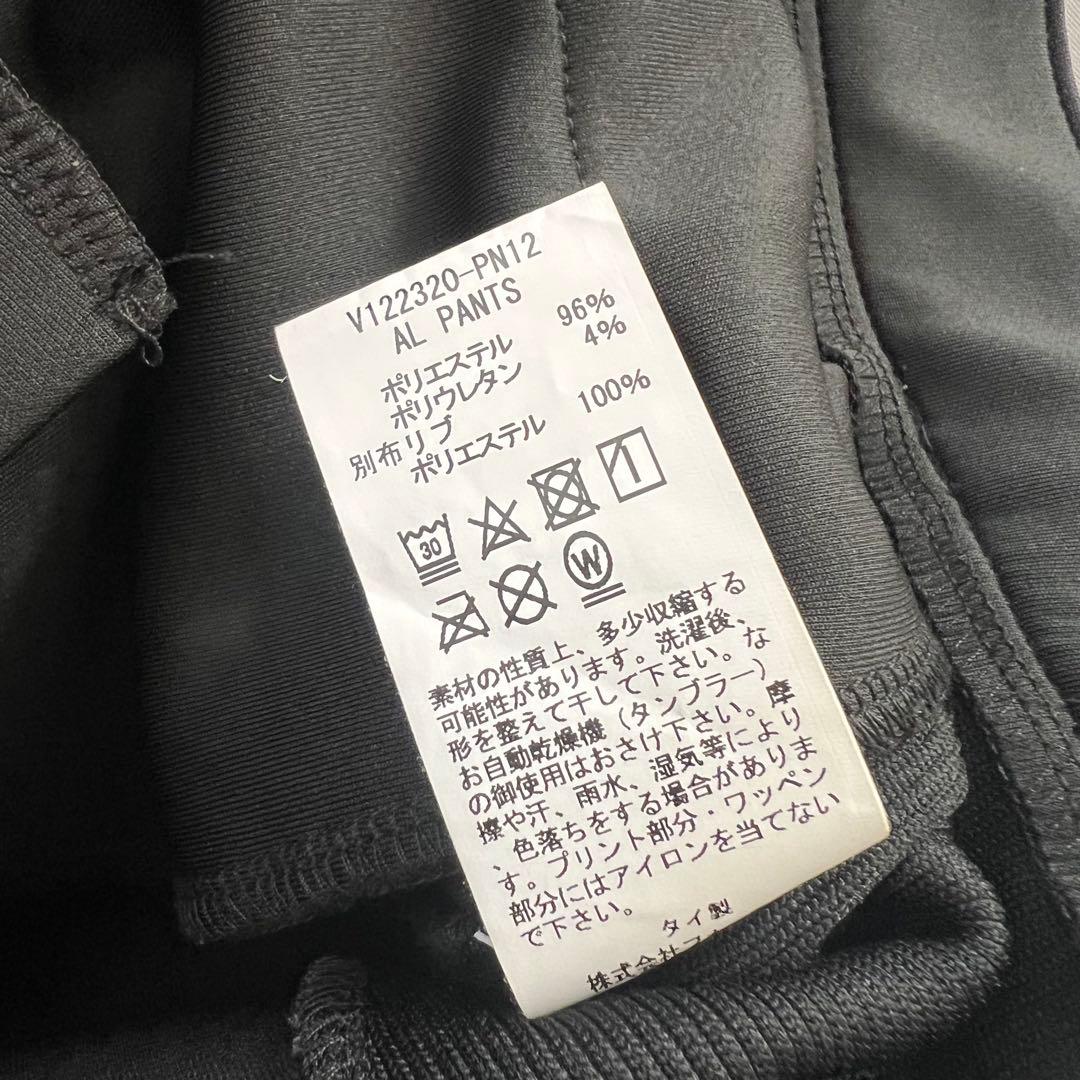 V122320-PN12
AL PANTS
ポリエステル 96%
ポリウレタン 4%
別布リブ
ポリエステル 100%
30
W
素材の性質上、多少収縮する
可能性があります。洗濯後、
形を整えて干して下さい。な
お自動乾燥機（タンブラー）
の御使用はおさけ下さい。摩
擦や汗、雨水、湿気等により
、色落ちをする場合がありま
す。プリント部分・ワッペン
部分にはアイロンを当てない
で下さい。
タイ製
株式会社